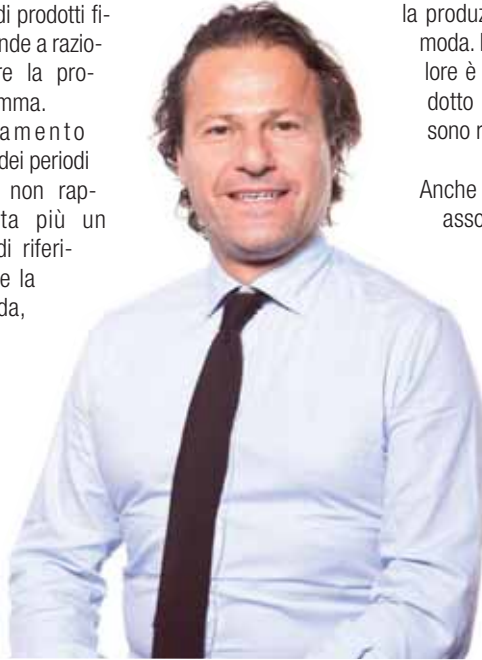 di prodotti fi-
nde a razio-
re la pro-
mma.
amento
dei periodi
non rap-
ta più un
di riferi-
e la
da,
la produz
moda. I
lore è
dotto
sono r
Anche
asso